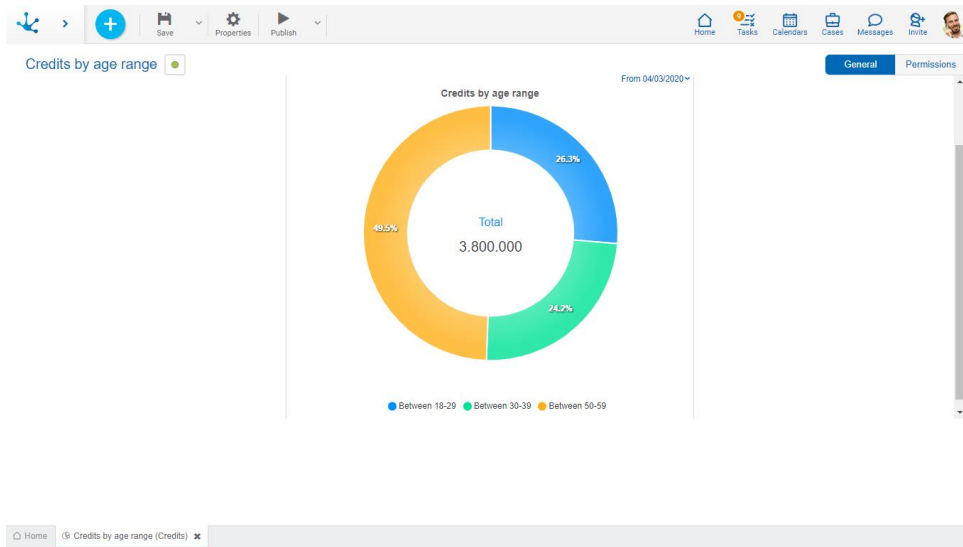 Save
Properties
Publish
Home
9
Tasks
Calendars
Cases
Messages
Invite
Credits by age range
General
Permissions
From 04/03/2020
Credits by age range
26.3%
49.5%
24.2%
Total
3.800.000
Between 18-29 Between 30-39 Between 50-59
Home Credits by age range (Credits)